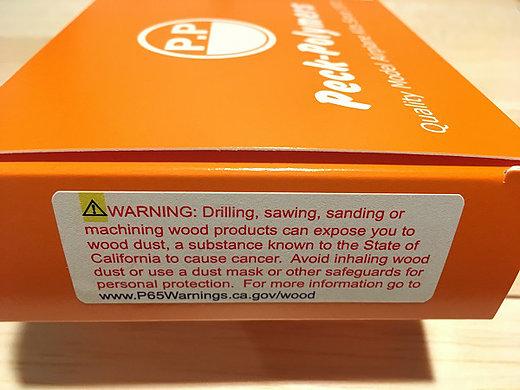 P.P
Peck-Polymers
Quality Model Airplane
WARNING: Drilling, sawing, sanding or
machining wood products can expose you to
wood dust, a substance known to the State of
California to cause cancer. Avoid inhaling wood
dust or use a dust mask or other safeguards for
personal protection. For more information go to
www.P65Warnings.ca.gov/wood